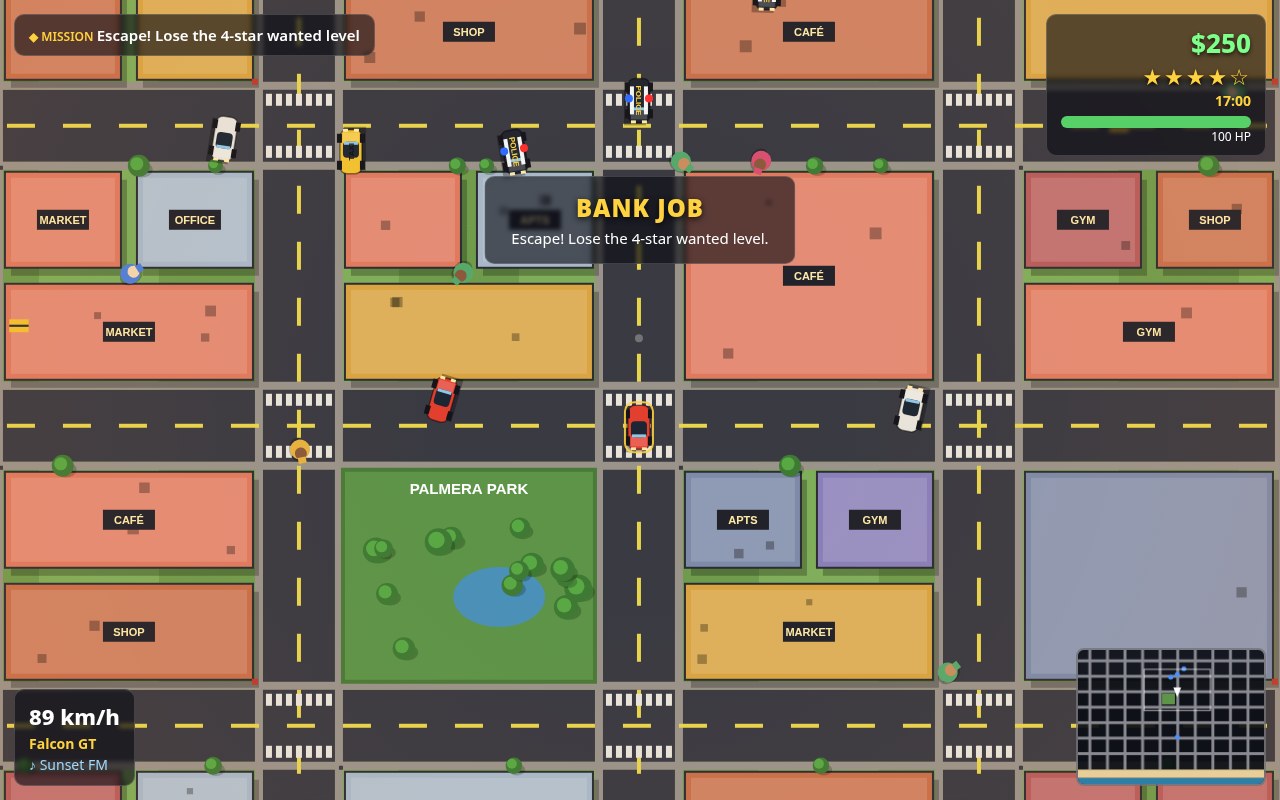 ◆ MISSION Escape! Lose the 4-star wanted level
SHOP
CAFÉ
$250
★★★★☆
17:00
100 HP
POLICE
POLICE
MARKET
OFFICE
APTS
BANK JOB
Escape! Lose the 4-star wanted level.
CAFÉ
GYM
SHOP
MARKET
GYM
PALMERA PARK
CAFÉ
APTS
GYM
SHOP
MARKET
89 km/h
Falcon GT
♪ Sunset FM